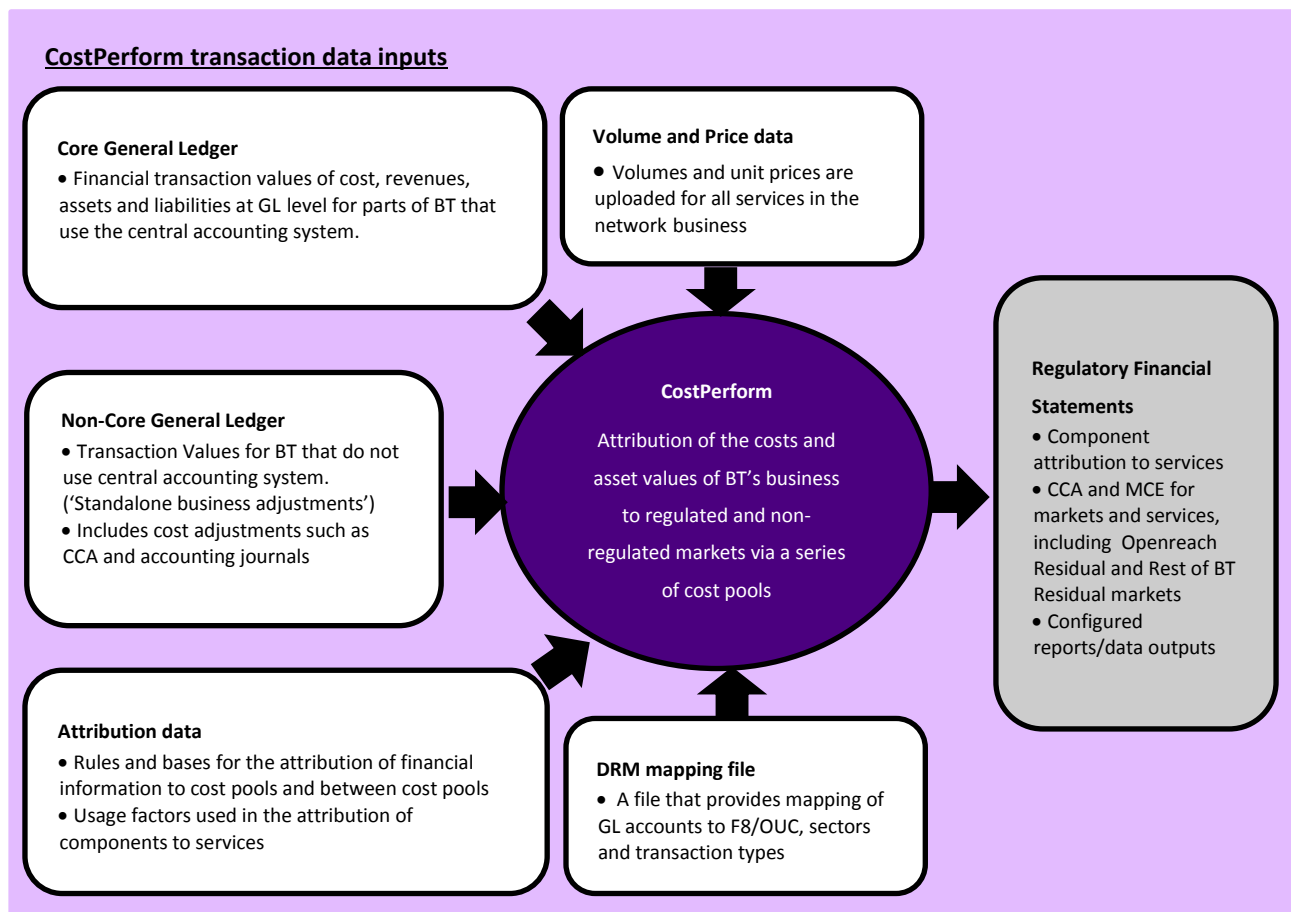 CostPerform transaction data inputs
Core General Ledger
• Financial transaction values of cost, revenues,
assets and liabilities at GL level for parts of BT that
use the central accounting system.
Volume and Price data
• Volumes and unit prices are
uploaded for all services in the
network business
Non-Core General Ledger
• Transaction Values for BT that do not
use central accounting system.
(‘Standalone business adjustments’)
• Includes cost adjustments such as
CCA and accounting journals
CostPerform
Attribution of the costs and
asset values of BT’s business
to regulated and non-
regulated markets via a series
of cost pools
Regulatory Financial
Statements
• Component
attribution to services
• CCA and MCE for
markets and services,
including Openreach
Residual and Rest of BT
Residual markets
• Configured
reports/data outputs
Attribution data
• Rules and bases for the attribution of financial
information to cost pools and between cost pools
• Usage factors used in the attribution of
components to services
DRM mapping file
• A file that provides mapping of
GL accounts to F8/OUC, sectors
and transaction types